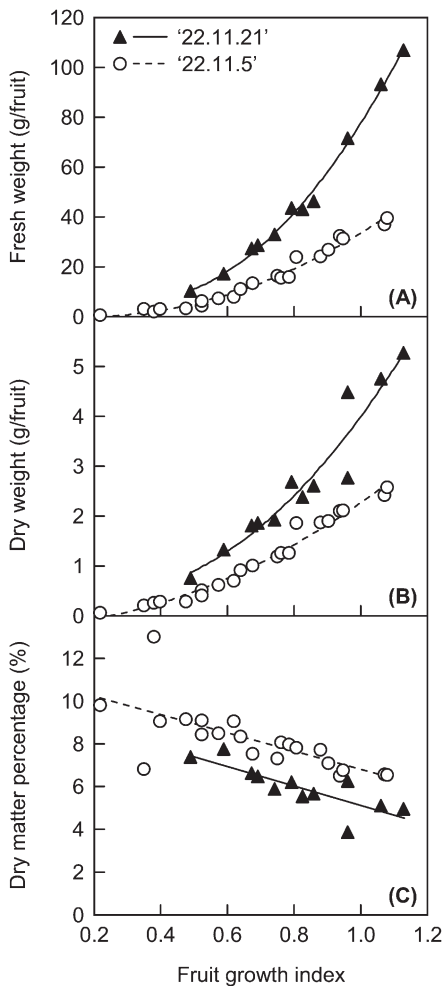 120
100
80
60
40
20
0
Fresh weight (g/fruit)
'22.11.21'
'22.11.5'
(A)
5
4
3
2
1
0
Dry weight (g/fruit)
(B)
12
10
8
6
4
2
0
Dry matter percentage (%)
(C)
0.2 0.4 0.6 0.8 1.0 1.2
Fruit growth index